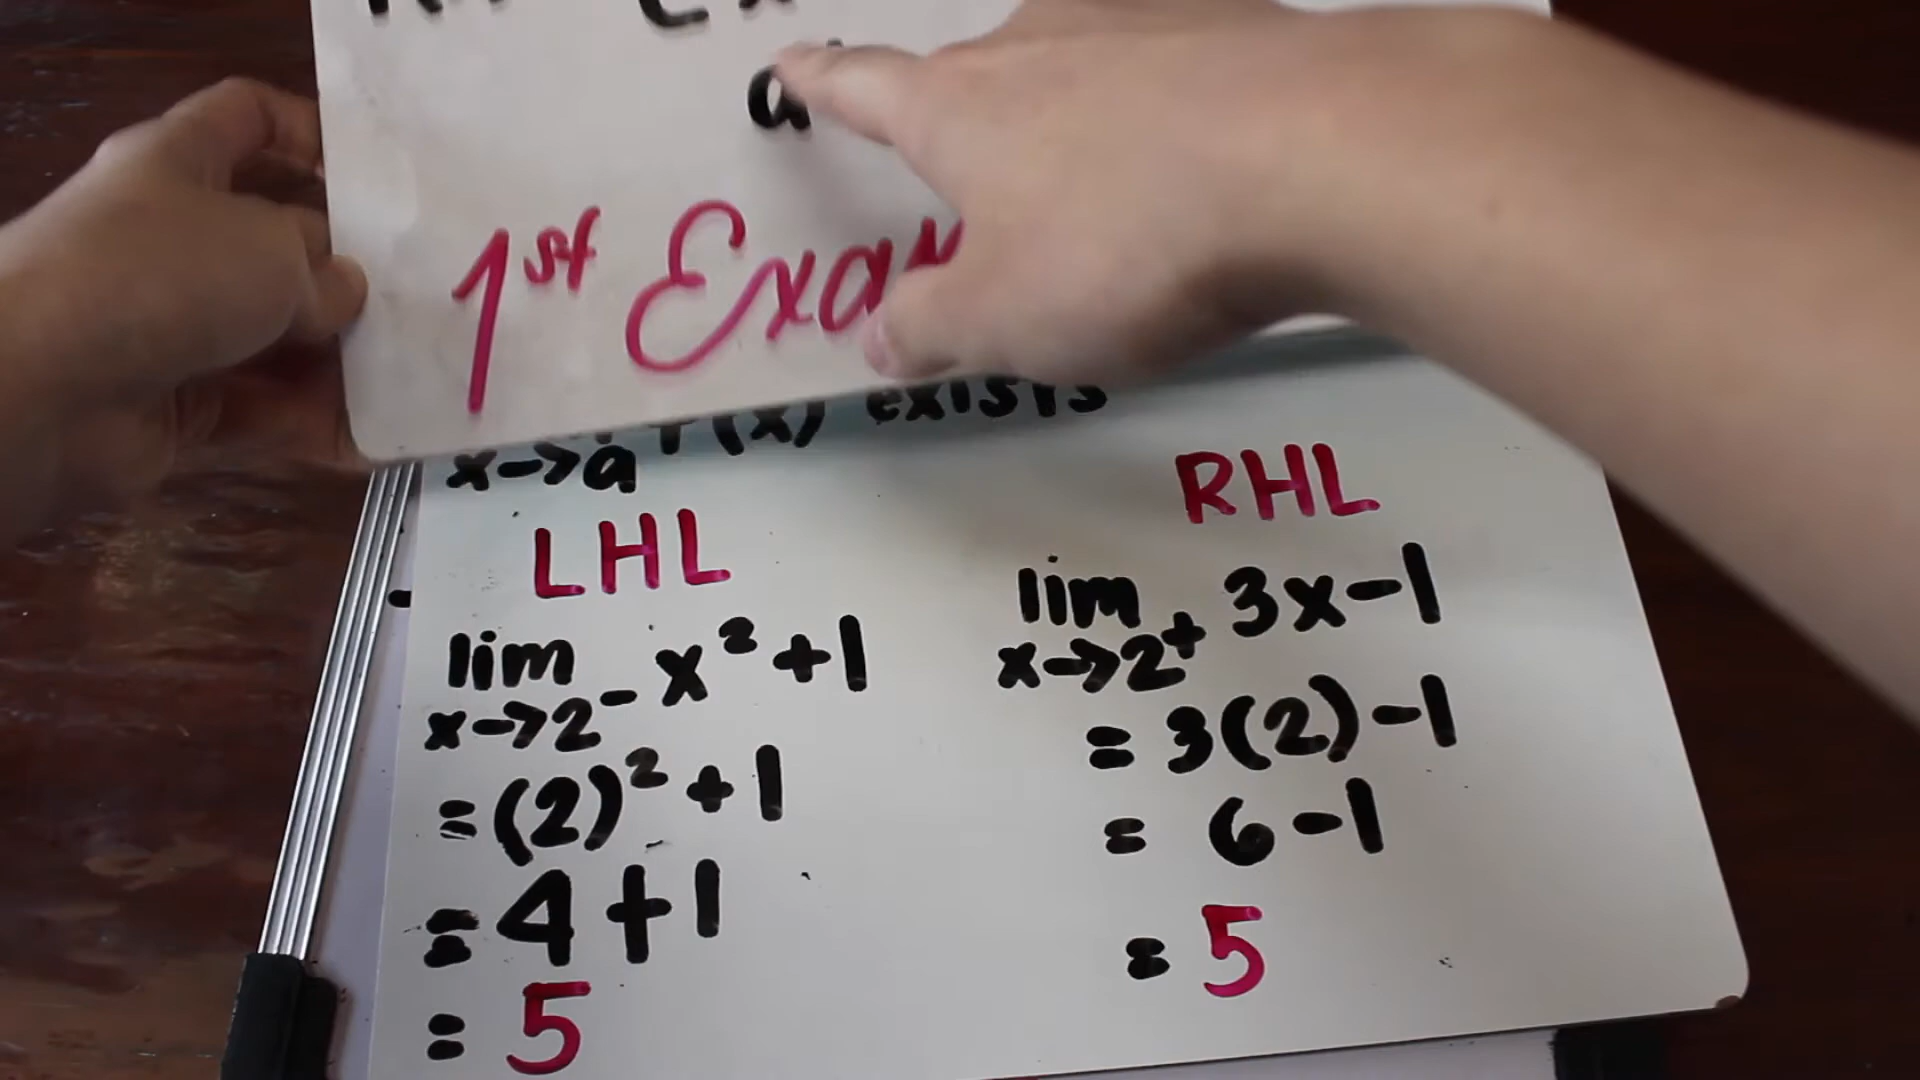 a
1st Exam
x→a f(x) exists
LHL
lim x→2⁻ x²+1
=(2)²+1
=4+1
=5
RHL
lim x→2⁺ 3x-1
=3(2)-1
=6-1
=5